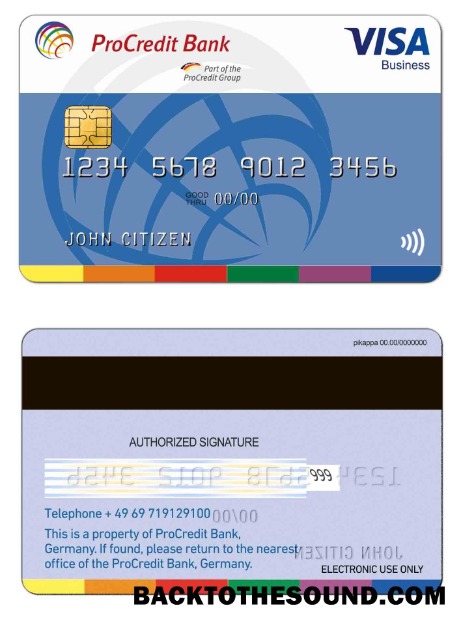 ProCredit Bank
Part of the
ProCredit Group
VISA
Business
1234 5678 9012 3456
GOOD
THRU 00/00
JOHN CITIZEN
pikappa 00.00/0000000
AUTHORIZED SIGNATURE
1234 5678 9012 3456
999
Telephone + 49 69 719129100
00/00
This is a property of ProCredit Bank,
Germany. If found, please return to the nearest
office of the ProCredit Bank, Germany.
JOHN CITIZEN
ELECTRONIC USE ONLY
BACKTOTHESOUND.COM